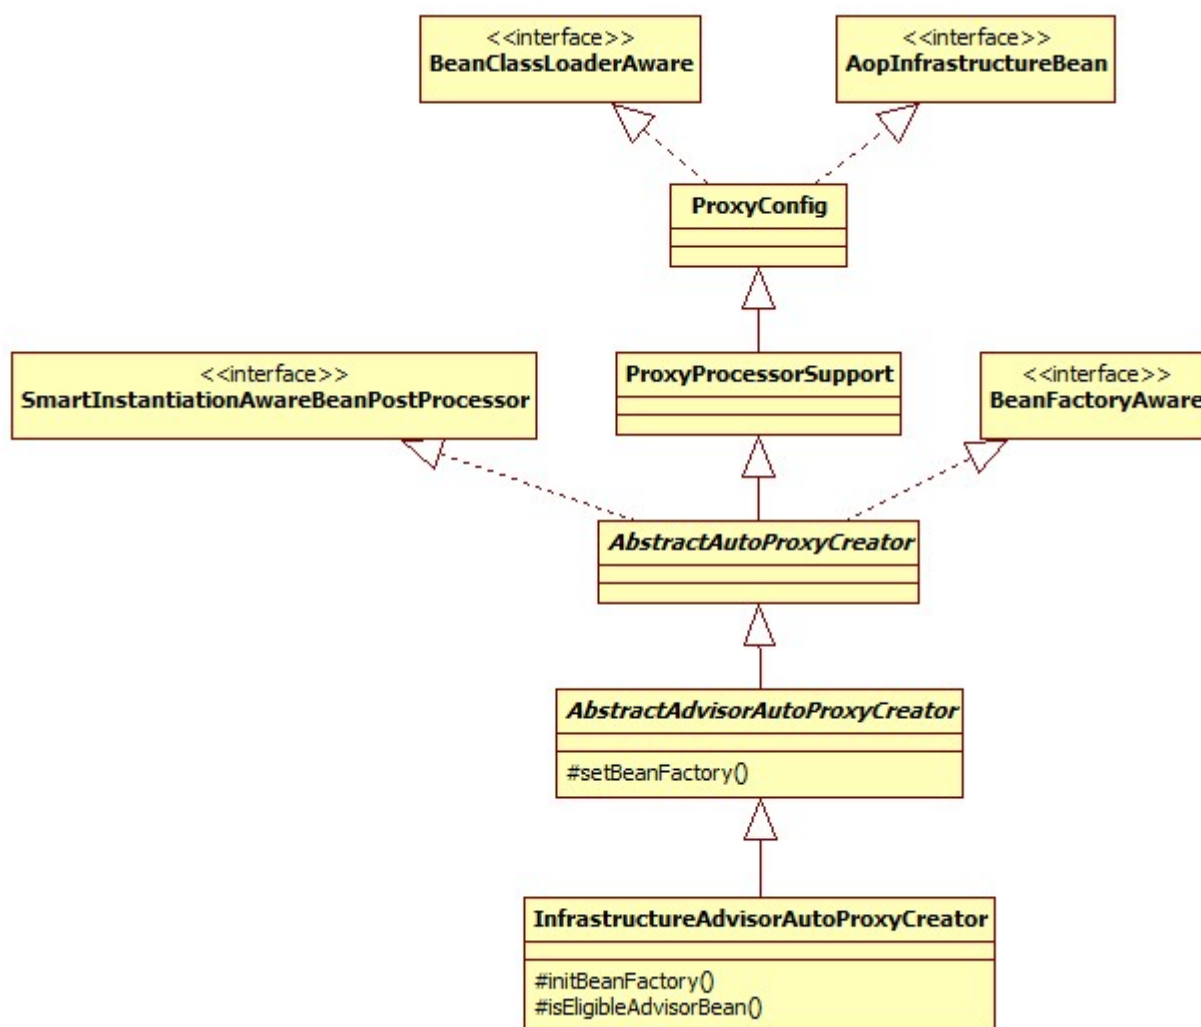 <<interface>>
BeanClassLoaderAware
<<interface>>
AopInfrastructureBean
ProxyConfig
<<interface>>
SmartInstantiationAwareBeanPostProcessor
ProxyProcessorSupport
<<interface>>
BeanFactoryAware
AbstractAutoProxyCreator
AbstractAdvisorAutoProxyCreator
#setBeanFactory()
InfrastructureAdvisorAutoProxyCreator
#initBeanFactory()
#isEligibleAdvisorBean()